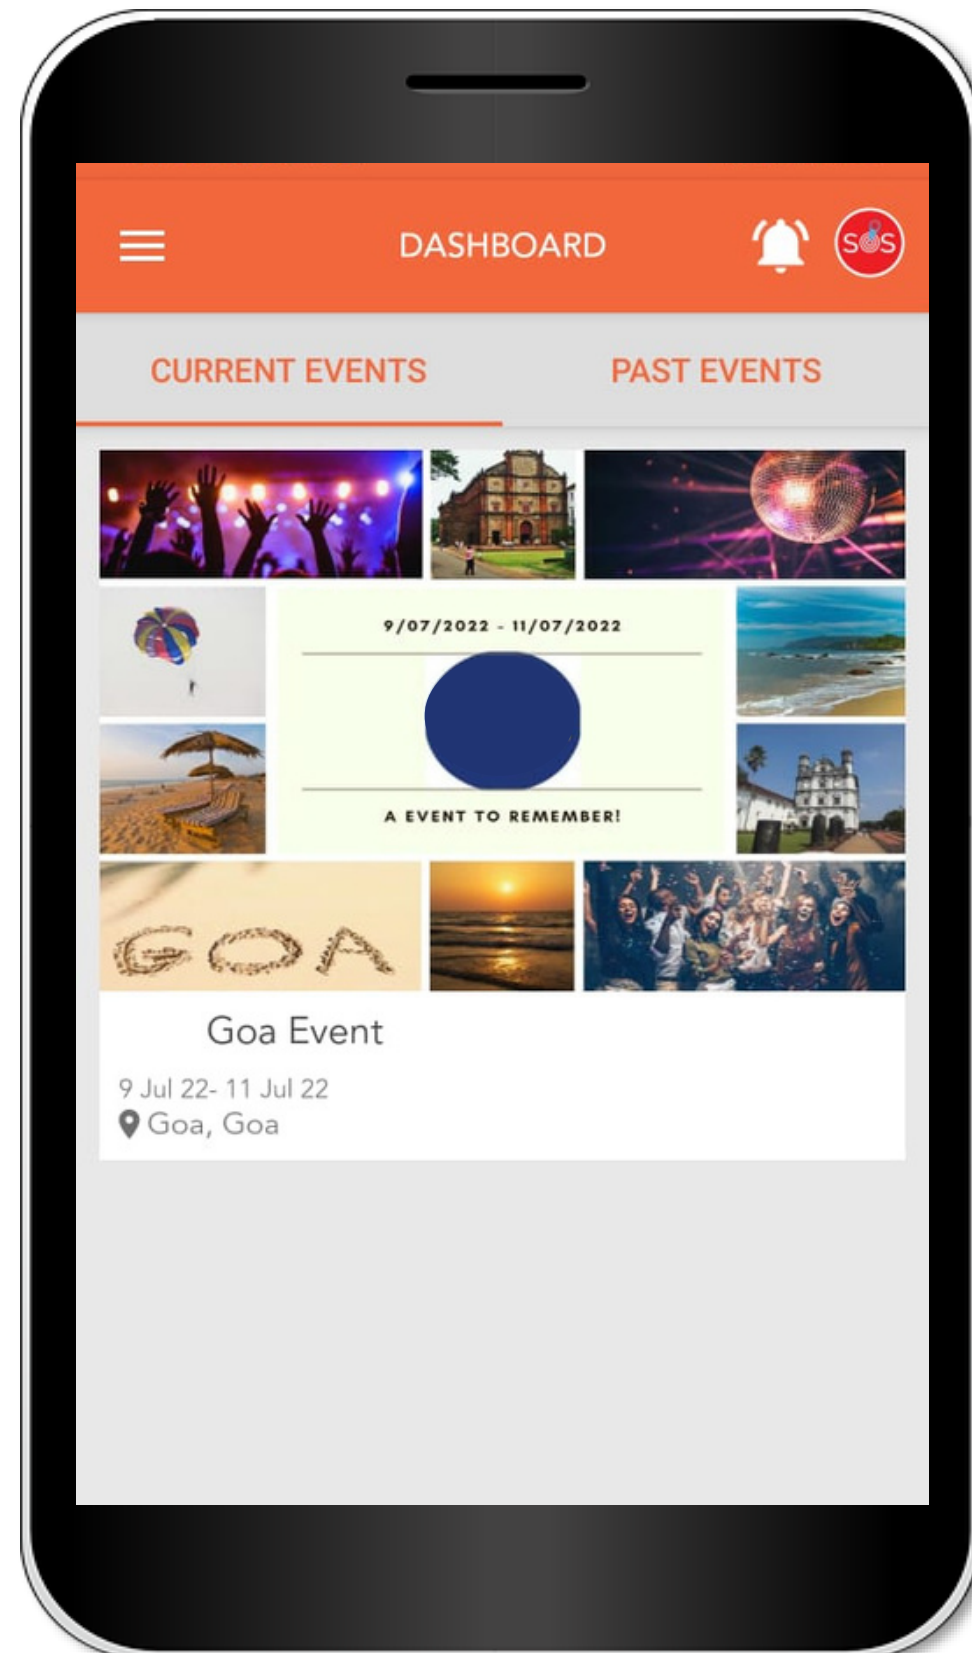 DASHBOARD
SOS
CURRENT EVENTS
PAST EVENTS
9/07/2022 - 11/07/2022
A EVENT TO REMEMBER!
GOA
Goa Event
9 Jul 22- 11 Jul 22
Goa, Goa